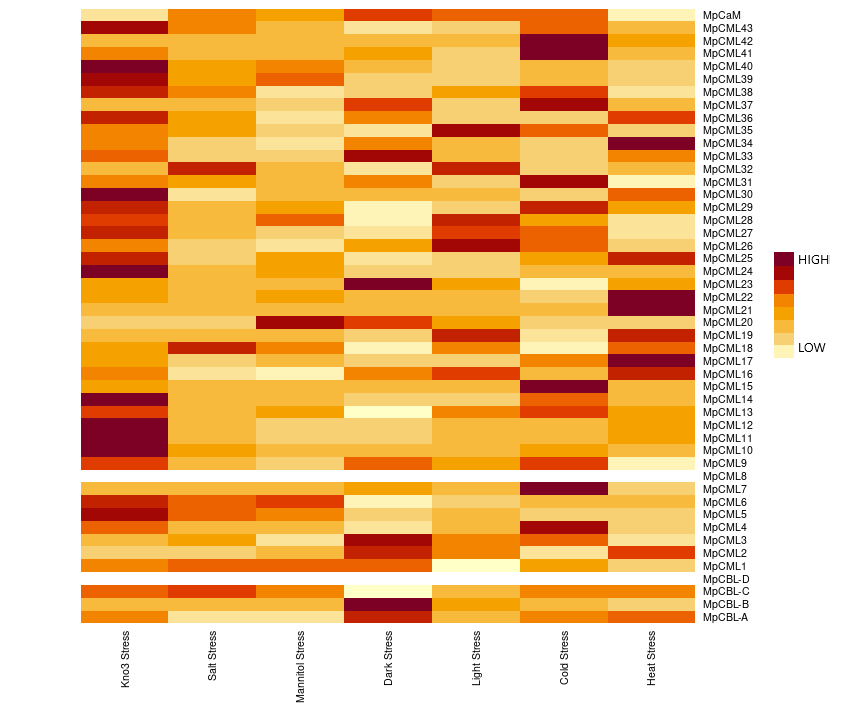 MpCaM
MpCML43
MpCML42
MpCML41
MpCML40
MpCML39
MpCML38
MpCML37
MpCML36
MpCML35
MpCML34
MpCML33
MpCML32
MpCML31
MpCML30
MpCML29
MpCML28
MpCML27
MpCML26
MpCML25
MpCML24
MpCML23
MpCML22
MpCML21
MpCML20
MpCML19
MpCML18
MpCML17
MpCML16
MpCML15
MpCML14
MpCML13
MpCML12
MpCML11
MpCML10
MpCML9
MpCML8
MpCML7
MpCML6
MpCML5
MpCML4
MpCML3
MpCML2
MpCML1
MpCBL-D
MpCBL-C
MpCBL-B
MpCBL-A
HIGH
LOW
Kno3 Stress
Salt Stress
Mannitol Stress
Dark Stress
Light Stress
Cold Stress
Heat Stress